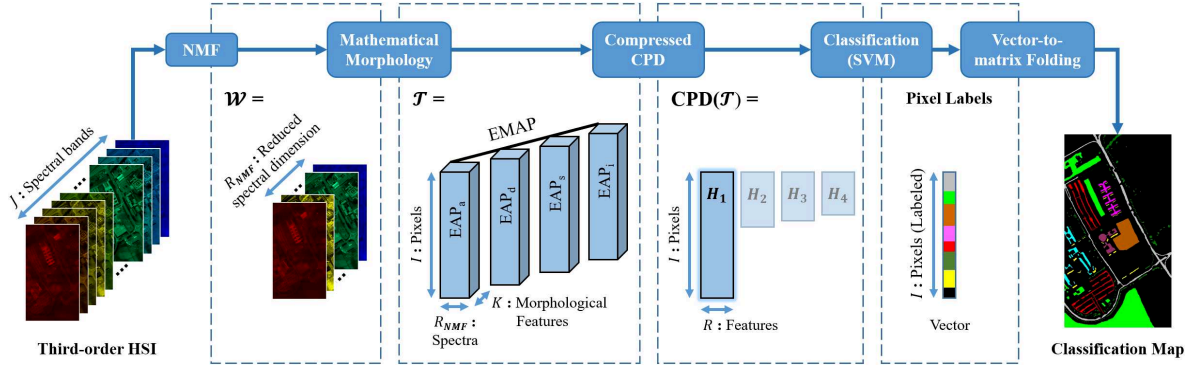 NMF
Mathematical
Morphology
Compressed
CPD
Classification
(SVM)
Vector-to-
matrix Folding
𝓦 =
𝓣 =
CPD(𝓣) =
Pixel Labels
J : Spectral bands
R_NMF : Reduced
spectral dimension
EMAP
EAP_a
EAP_d
EAP_s
EAP_i
I : Pixels
R_NMF :
Spectra
K : Morphological
Features
H_1
H_2
H_3
H_4
I : Pixels
R : Features
I : Pixels (Labeled)
Vector
Third-order HSI
Classification Map